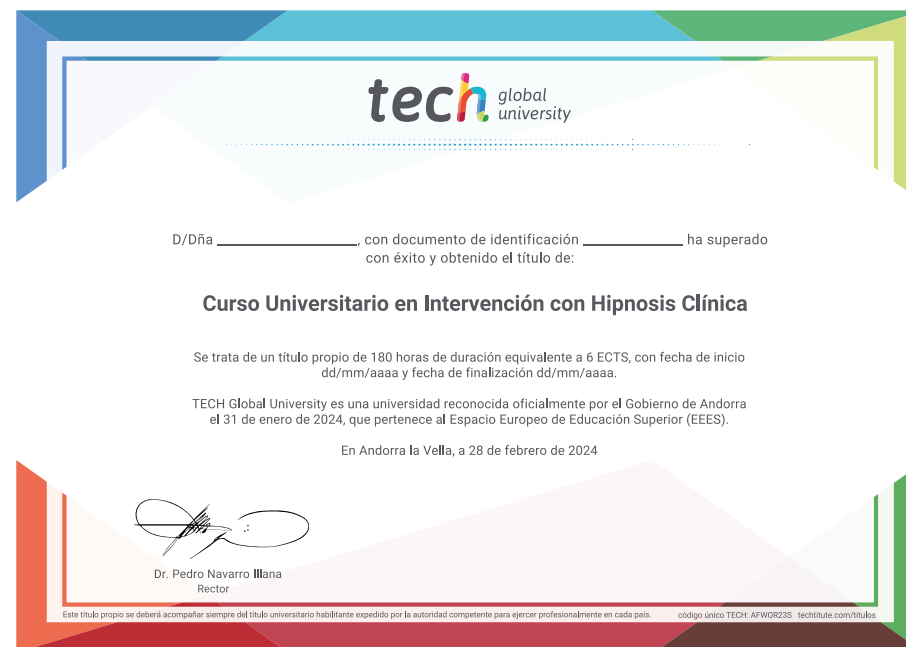 tech global university
D/Dña ____________________, con documento de identificación ______________ ha superado
con éxito y obtenido el título de:
Curso Universitario en Intervención con Hipnosis Clínica
Se trata de un título propio de 180 horas de duración equivalente a 6 ECTS, con fecha de inicio
dd/mm/aaaa y fecha de finalización dd/mm/aaaa.
TECH Global University es una universidad reconocida oficialmente por el Gobierno de Andorra
el 31 de enero de 2024, que pertenece al Espacio Europeo de Educación Superior (EEES).
En Andorra la Vella, a 28 de febrero de 2024
Dr. Pedro Navarro Illana
Rector
Este título propio se deberá acompañar siempre del título universitario habilitante expedido por la autoridad competente para ejercer profesionalmente en cada país. código único TECH: AFWOR23S techtitute.com/titulos